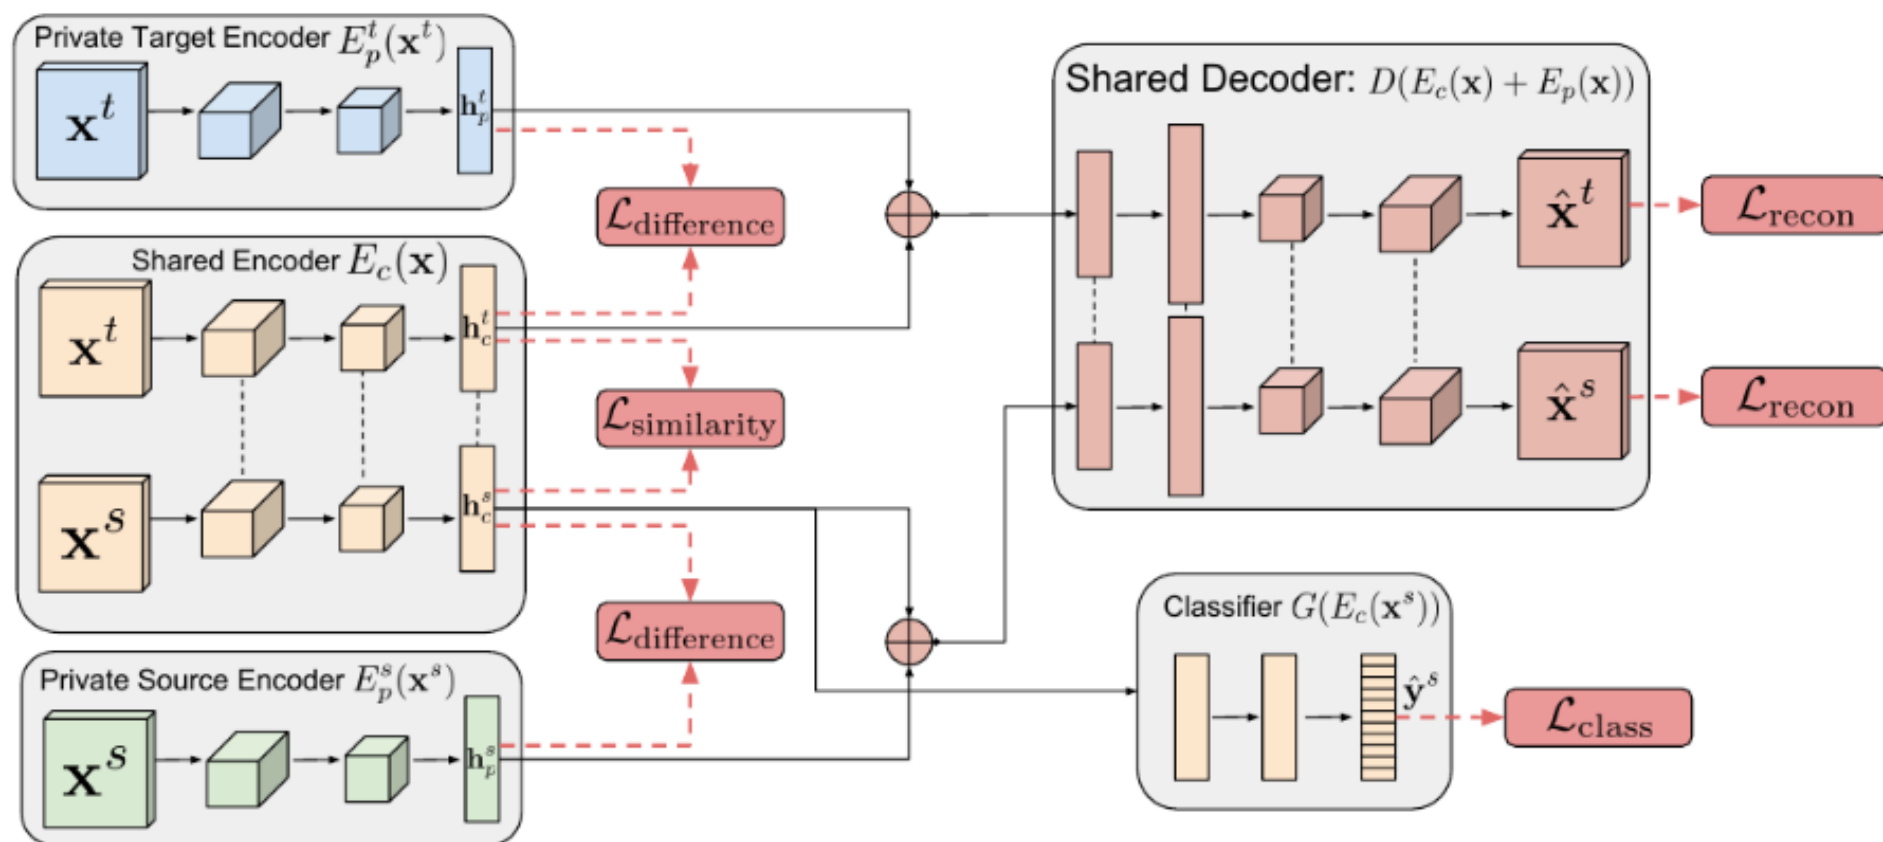 Private Target Encoder E_p^t(x^t)
x^t
h_p^t
L_difference
Shared Encoder E_c(x)
x^t
h_c^t
L_similarity
x^s
h_c^s
L_difference
Private Source Encoder E_p^s(x^s)
x^s
h_p^s
Shared Decoder: D(E_c(x) + E_p(x))
x̂^t
L_recon
x̂^s
L_recon
Classifier G(E_c(x^s))
ŷ^s
L_class